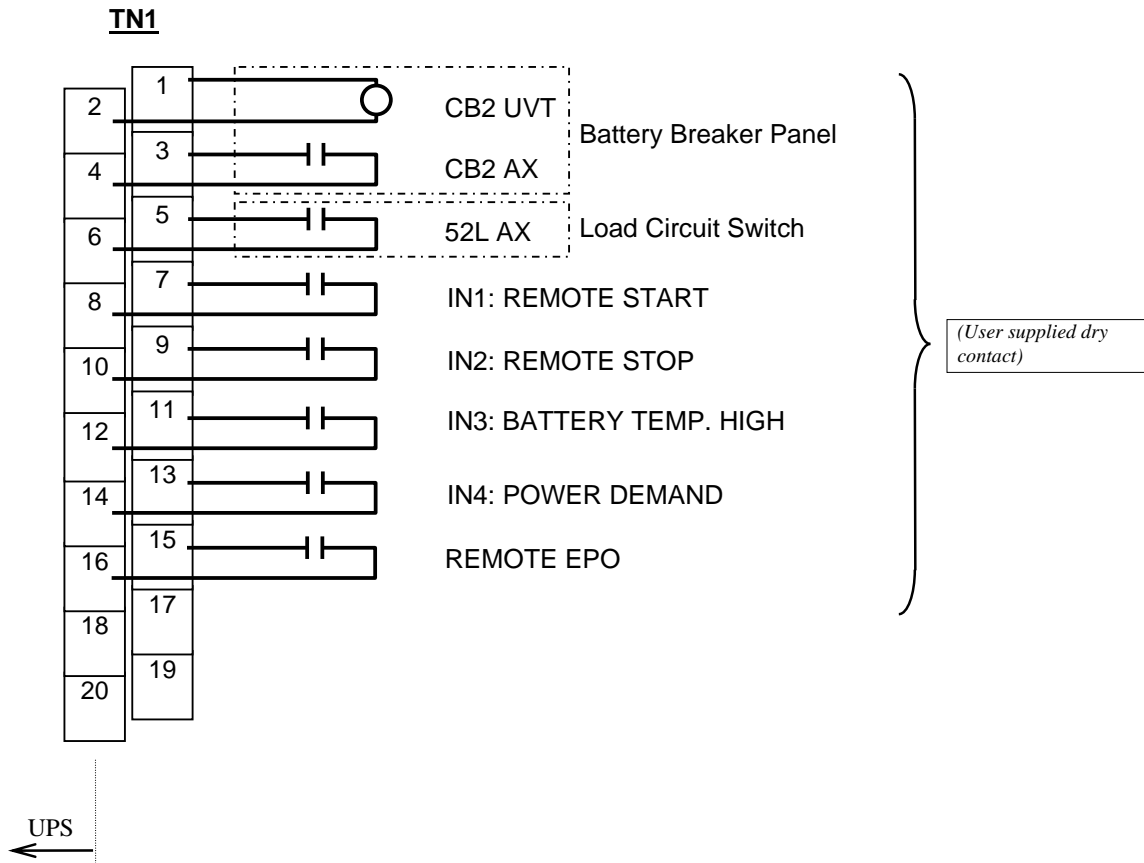 TN1
1
2
CB2 UVT
Battery Breaker Panel
3
4
CB2 AX
5
6
52L AX
Load Circuit Switch
7
8
IN1: REMOTE START
9
10
IN2: REMOTE STOP
(User supplied dry
contact)
11
12
IN3: BATTERY TEMP. HIGH
13
14
IN4: POWER DEMAND
15
16
REMOTE EPO
17
18
19
20
UPS